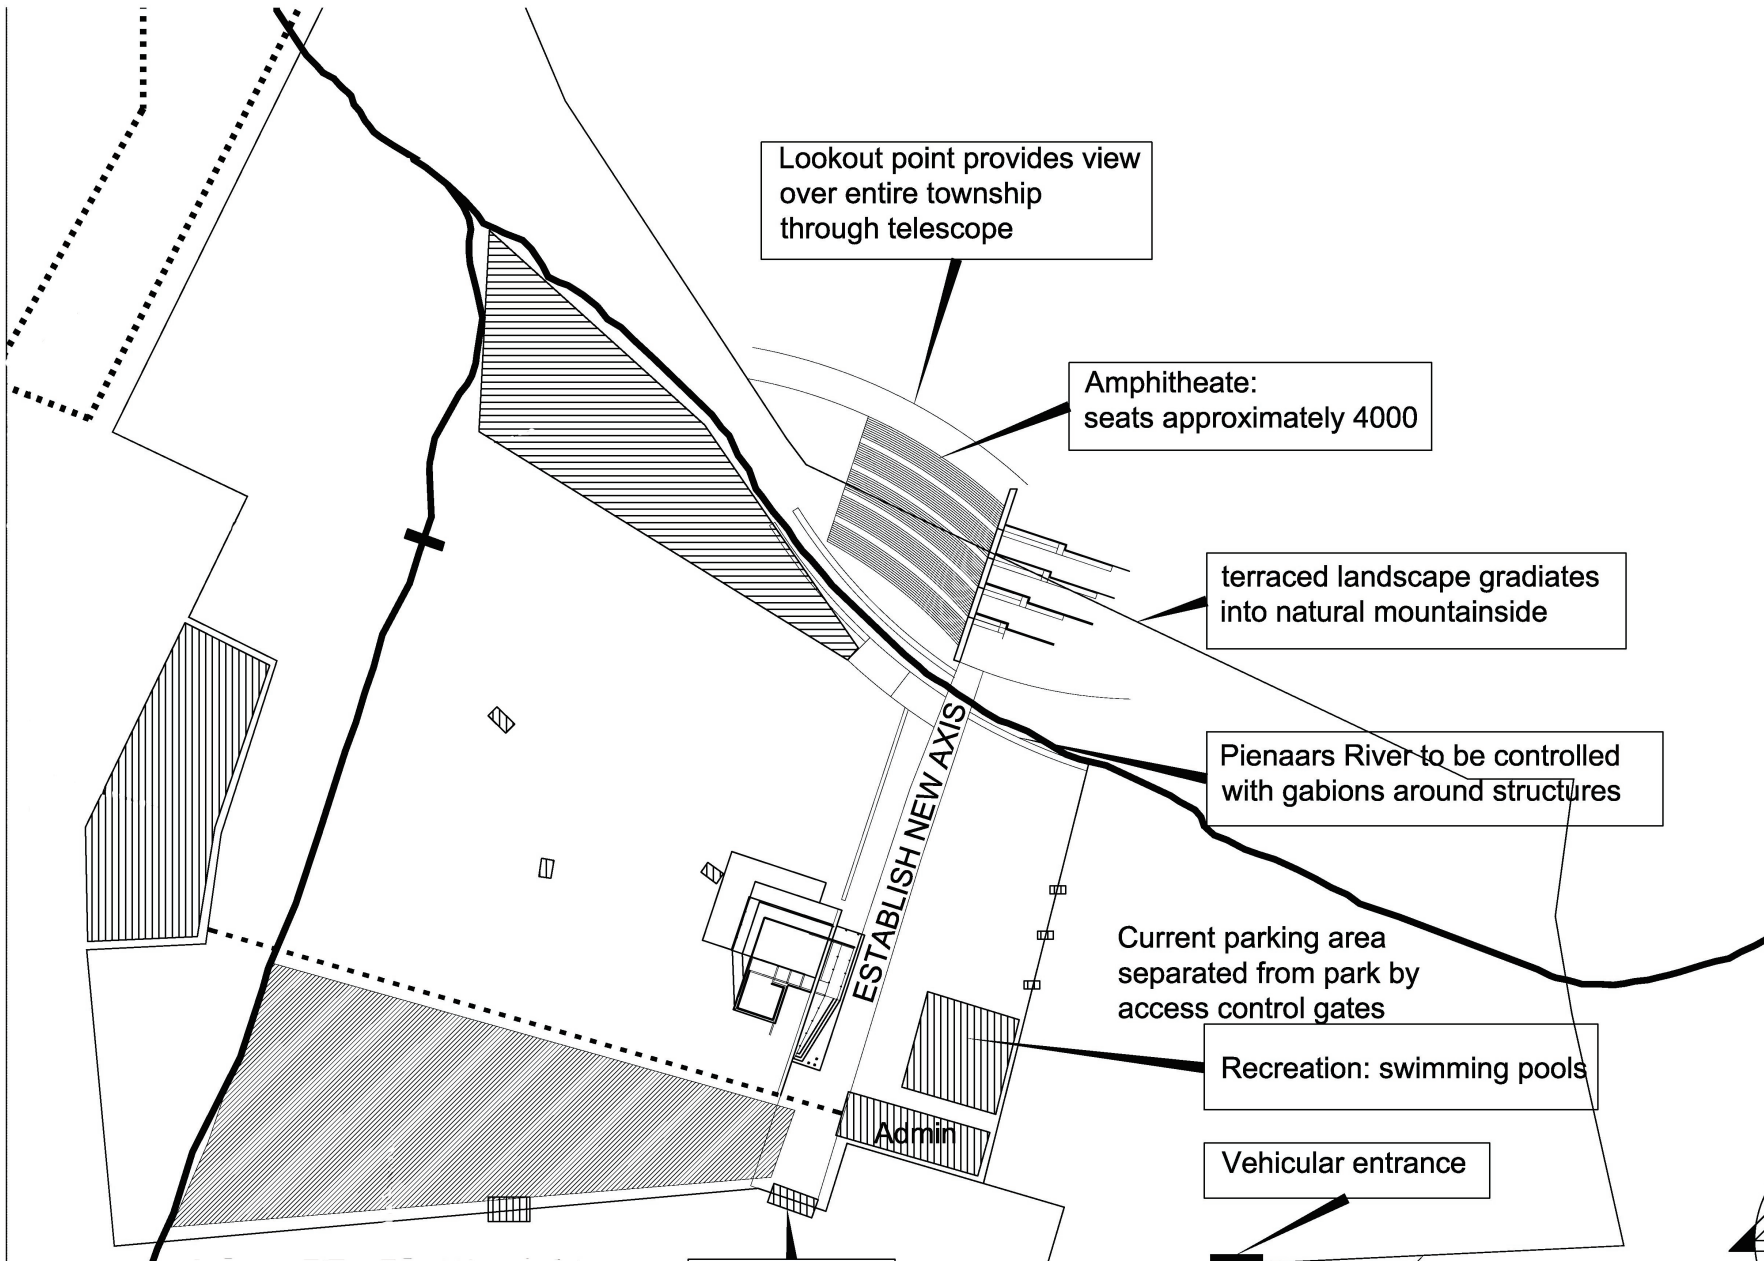 Lookout point provides view
over entire township
through telescope
Amphitheate:
seats approximately 4000
terraced landscape gradiates
into natural mountainside
Pienaars River to be controlled
with gabions around structures
ESTABLISH NEW AXIS
Current parking area
separated from park by
access control gates
Recreation: swimming pools
Admin
Vehicular entrance